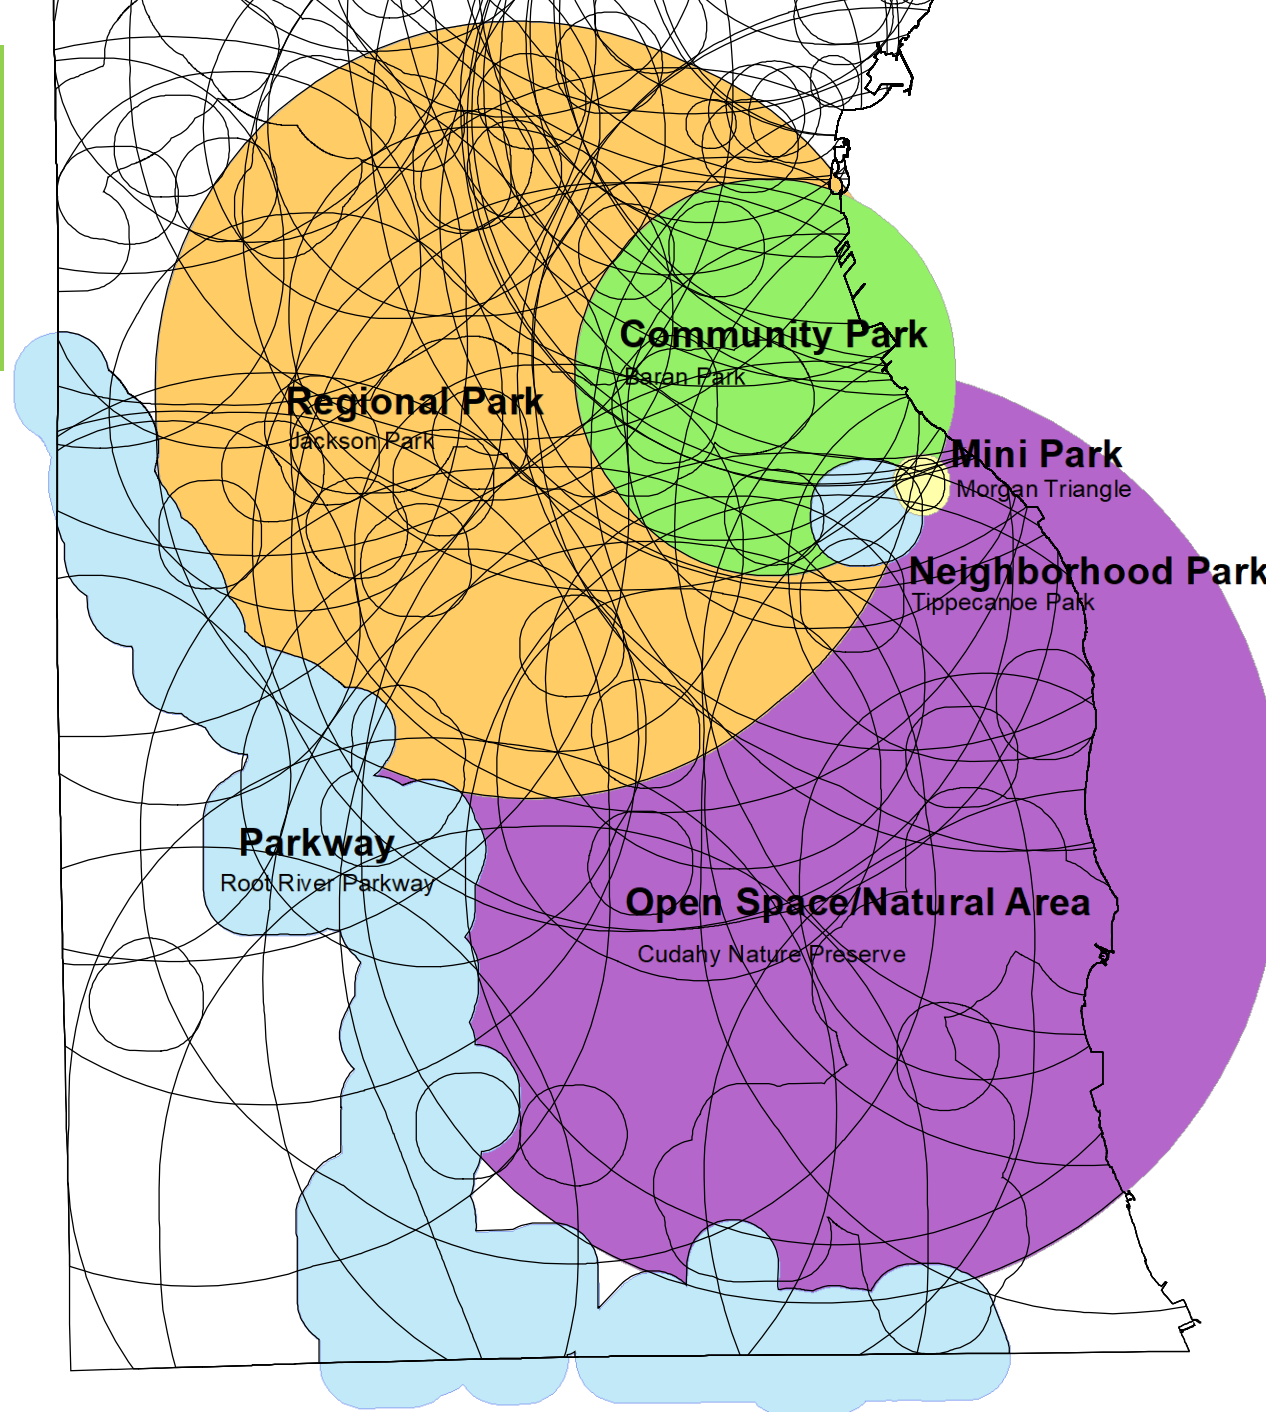 Community Park
Baran Park
Regional Park
Jackson Park
Mini Park
Morgan Triangle
Neighborhood Park
Tippecanoe Park
Parkway
Root River Parkway
Open Space/Natural Area
Cudahy Nature Preserve